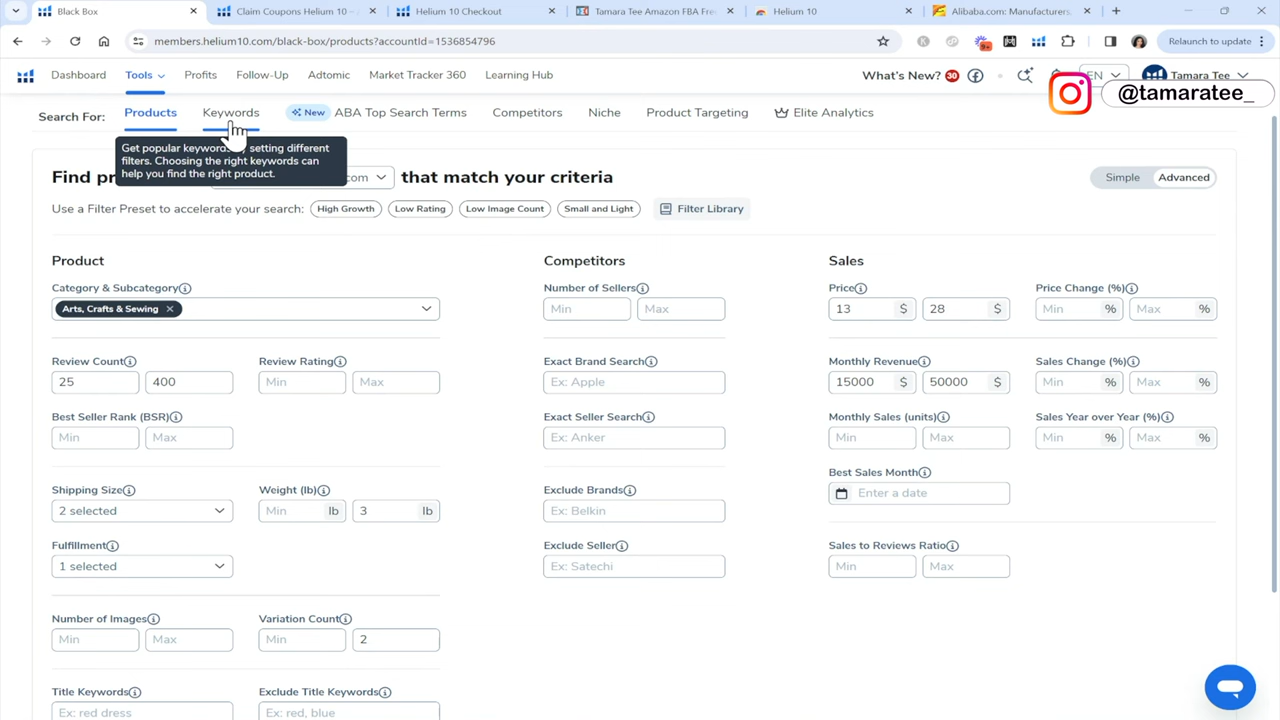 Black Box
Claim Coupons Helium 10 –
Helium 10 Checkout
Tamara Tee Amazon FBA Fre
Helium 10
Alibaba.com: Manufacturers
members.helium10.com/black-box/products?accountId=1536854796
9+
Relaunch to update
Dashboard
Tools
Profits
Follow-Up
Adtomic
Market Tracker 360
Learning Hub
What's New?
30
EN
Tamara Tee
@tamaratee_
Search For:
Products
Keywords
New
ABA Top Search Terms
Competitors
Niche
Product Targeting
Elite Analytics
Get popular keywords by setting different
filters. Choosing the right keywords can
help you find the right product.
Find pr
com
that match your criteria
Simple
Advanced
Use a Filter Preset to accelerate your search:
High Growth
Low Rating
Low Image Count
Small and Light
Filter Library
Product
Competitors
Sales
Category & Subcategory
Number of Sellers
Price
Price Change (%)
Arts, Crafts & Sewing
Min
Max
13 $
28 $
Min %
Max %
Review Count
Review Rating
Exact Brand Search
Monthly Revenue
Sales Change (%)
25
400
Min
Max
Ex: Apple
15000 $
50000 $
Min %
Max %
Best Seller Rank (BSR)
Exact Seller Search
Monthly Sales (units)
Sales Year over Year (%)
Min
Max
Ex: Anker
Min
Max
Min %
Max %
Best Sales Month
Enter a date
Shipping Size
Weight (lb)
Exclude Brands
2 selected
Min lb
3 lb
Ex: Belkin
Fulfillment
Exclude Seller
Sales to Reviews Ratio
1 selected
Ex: Satechi
Min
Max
Number of Images
Variation Count
Min
Max
Min
2
Title Keywords
Exclude Title Keywords
Ex: red dress
Ex: red, blue